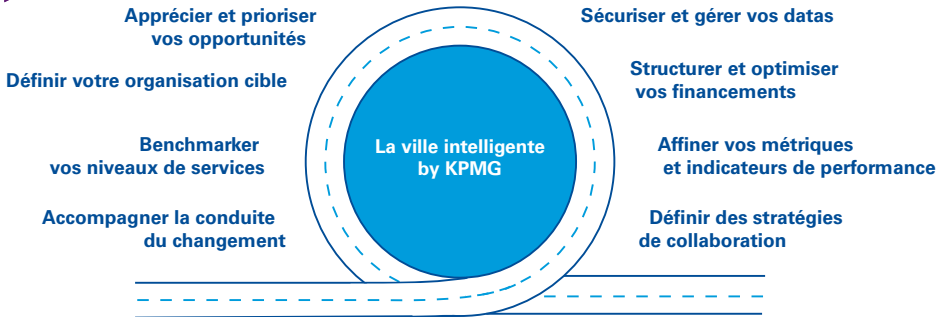 Apprécier et prioriser
vos opportunités
Définir votre organisation cible
Benchmarker
vos niveaux de services
Accompagner la conduite
du changement
La ville intelligente
by KPMG
Sécuriser et gérer vos datas
Structurer et optimiser
vos financements
Affiner vos métriques
et indicateurs de performance
Définir des stratégies
de collaboration